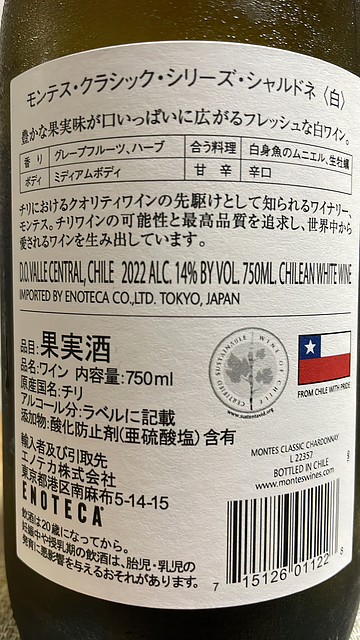 モンテス・クラシック・シリーズ・シャルドネ〈白〉
豊かな果実味が口いっぱいに広がるフレッシュな白ワイン。
香り グレープフルーツ、ハーブ 合う料理 白身魚のムニエル、生牡蠣
ボディ ミディアムボディ 甘辛 辛口
チリにおけるクオリティワインの先駆けとして知られるワイナリー、
モンテス。チリワインの可能性と最高品質を追求し、世界中から
愛されるワインを生み出しています。
D.O.VALLE CENTRAL, CHILE 2022 ALC. 14% BY VOL. 750ML. CHILEAN WHITE WINE
IMPORTED BY ENOTECA CO.,LTD. TOKYO, JAPAN
品目:果実酒
品名:ワイン 内容量:750ml
原産国名:チリ
アルコール分:ラベルに記載
添加物:酸化防止剤(亜硫酸塩)含有
輸入者及び引取先
エノテカ株式会社
東京都港区南麻布5-14-15
ENOTECA
飲酒は20歳になってから。
妊娠中や授乳期の飲酒は、胎児・乳児の
発育に悪影響を与えるおそれがあります。
CERTIFIED SUSTAINABLE WINE OF CHILE
www.sustentavid.org
FROM CHILE WITH PRIDE
MONTES CLASSIC CHARDONNAY
L 22357
BOTTLED IN CHILE
www.monteswines.com
7 15126 01122 8